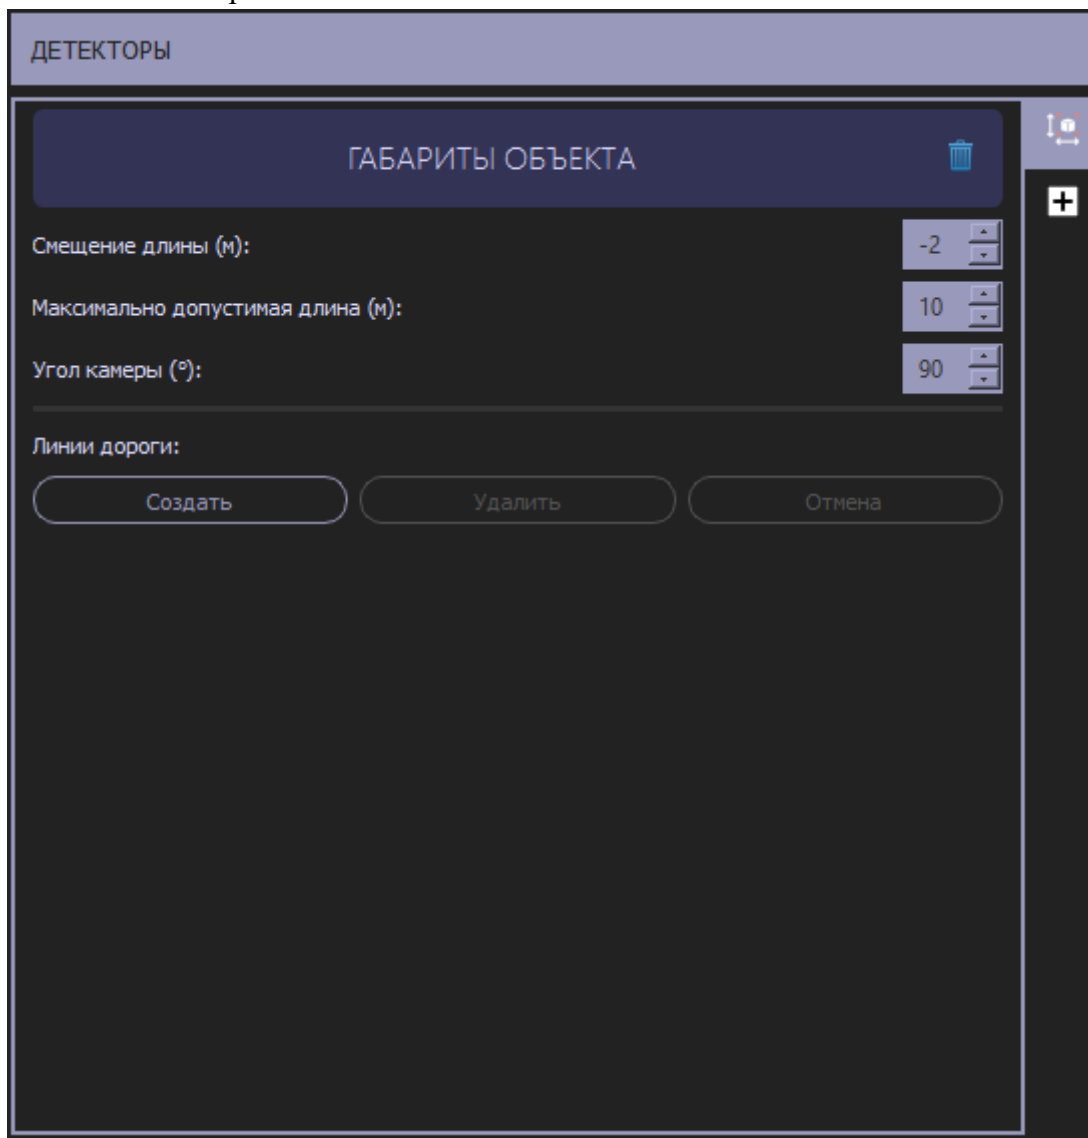 ДЕТЕКТОРЫ
ГАБАРИТЫ ОБЪЕКТА
Смещение длины (м):
-2
Максимально допустимая длина (м):
10
Угол камеры (°):
90
Линии дороги:
Создать Удалить Отмена